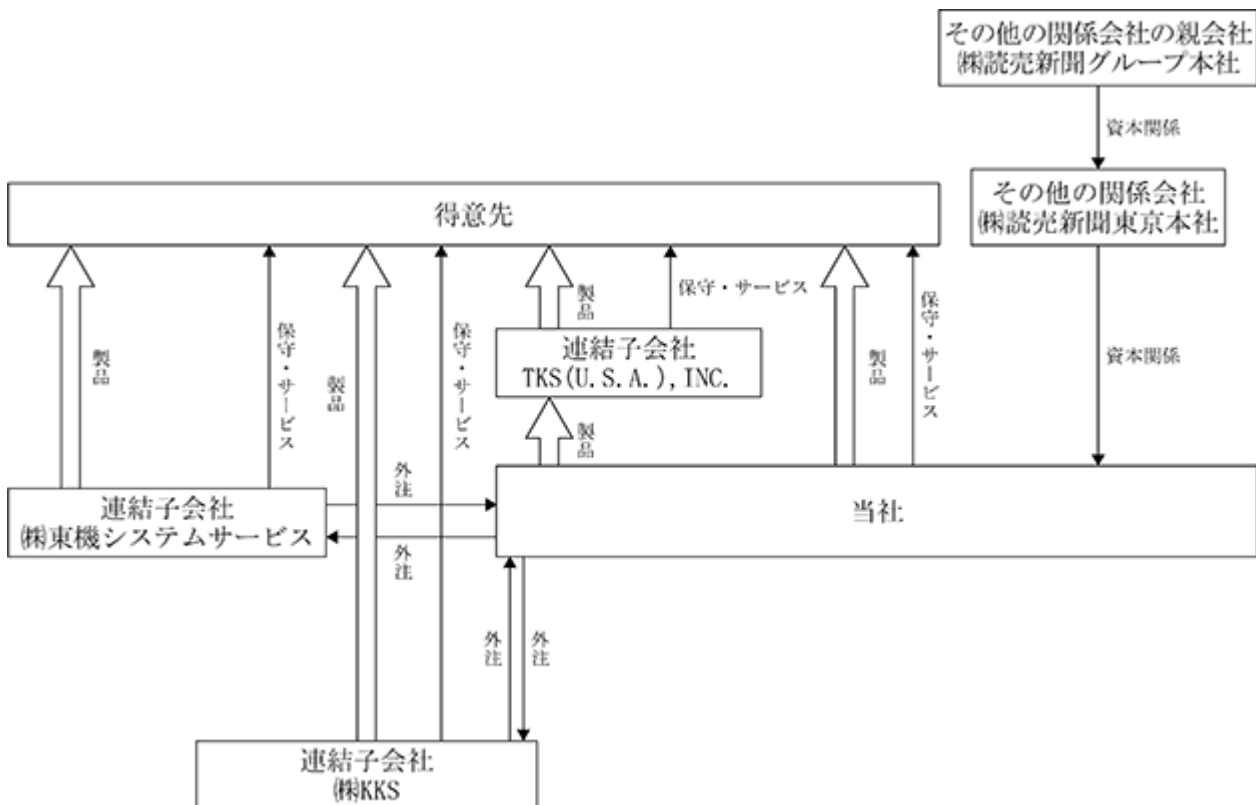 その他の関係会社の親会社
㈱読売新聞グループ本社
資本関係
その他の関係会社
㈱読売新聞東京本社
資本関係
得意先
製品
保守・サービス
製品
保守・サービス
製品
保守・サービス
製品
保守・サービス
連結子会社
TKS(U.S.A.),INC.
製品
連結子会社
㈱東機システムサービス
外注
外注
当社
外注
外注
連結子会社
㈱KKS